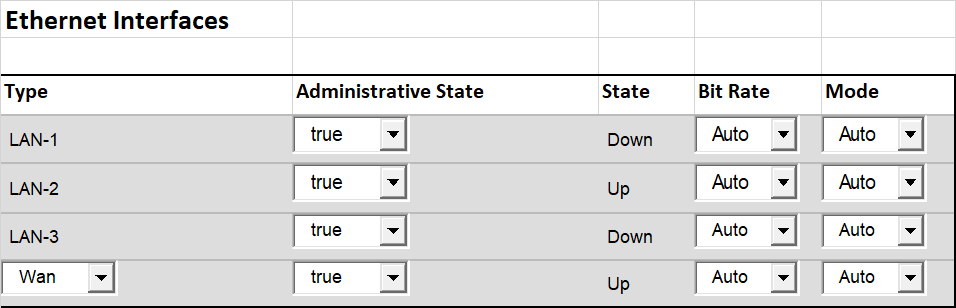 Ethernet Interfaces
Type Administrative State State Bit Rate Mode
LAN-1 true Down Auto Auto
LAN-2 true Up Auto Auto
LAN-3 true Down Auto Auto
Wan true Up Auto Auto